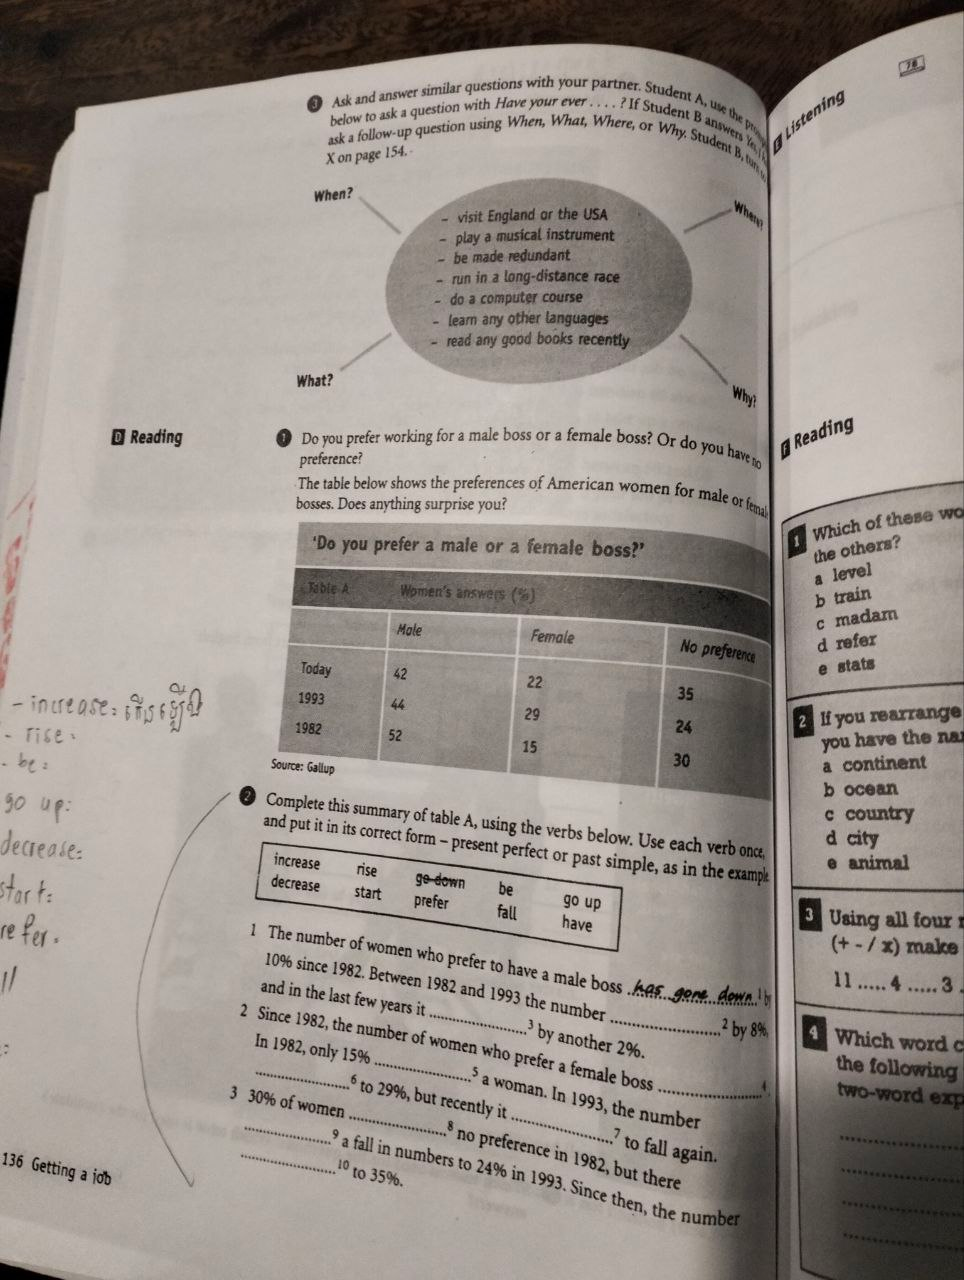 78
3 Ask and answer similar questions with your partner. Student A, use the
below to ask a question with Have your ever . . . . ? If Student B answers Yes, I
ask a follow-up question using When, What, Where, or Why. Student B, turn to
X on page 154.
When?
Where?
- visit England or the USA
- play a musical instrument
- be made redundant
- run in a long-distance race
- do a computer course
- learn any other languages
- read any good books recently
What?
Why?
D Reading
1 Do you prefer working for a male boss or a female boss? Or do you have no
preference?
The table below shows the preferences of American women for male or
bosses. Does anything surprise you?
'Do you prefer a male or a female boss?'
Table A Women's answers (%)
Male Female No preference
Today 42 22 35
1993 44 29 24
1982 52 15 30
Source: Gallup
2 Complete this summary of table A, using the verbs below. Use each verb once,
and put it in its correct form – present perfect or past simple, as in the example
increase rise go down be go up
decrease start prefer fall have
1 The number of women who prefer to have a male boss has gone down 1 by
10% since 1982. Between 1982 and 1993 the number .................... 2 by 8%,
and in the last few years it .................... 3 by another 2%.
2 Since 1982, the number of women who prefer a female boss .................... 4.
In 1982, only 15% .................... 5 a woman. In 1993, the number
.................... 6 to 29%, but recently it .................... 7 to fall again.
3 30% of women .................... 8 no preference in 1982, but there
.................... 9 a fall in numbers to 24% in 1993. Since then, the number
.................... 10 to 35%.
136 Getting a job
- increase: កើនឡើង
- rise:
- be:
go up:
decrease:
start:
E Listening
F Reading
1 Which of these
the others?
a level
b train
c madam
d refer
e stats
2 If you rearrange
you have the
a continent
b ocean
c country
d city
e animal
3 Using all four
(+ - / x) make
11 ..... 4 ..... 3
4 Which word
the following
two-word